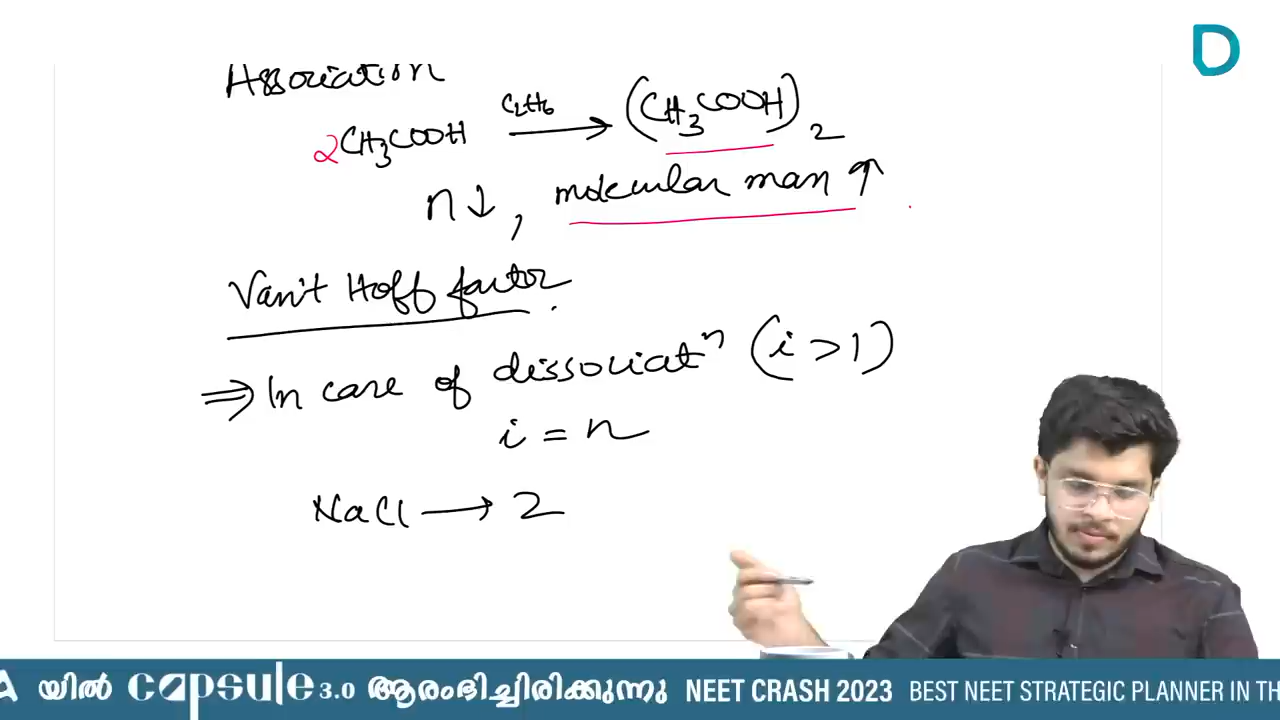 D
Association
2CH3COOH C2H6 → (CH3COOH)2
n↓, molecular mass ↑
Van't Hoff factor
⇒ In case of dissociatⁿ (i > 1)
i = n
NaCl → 2
A യിൽ capsule 3.0 ആരംഭിച്ചിരിക്കുന്നു NEET CRASH 2023 BEST NEET STRATEGIC PLANNER IN TH